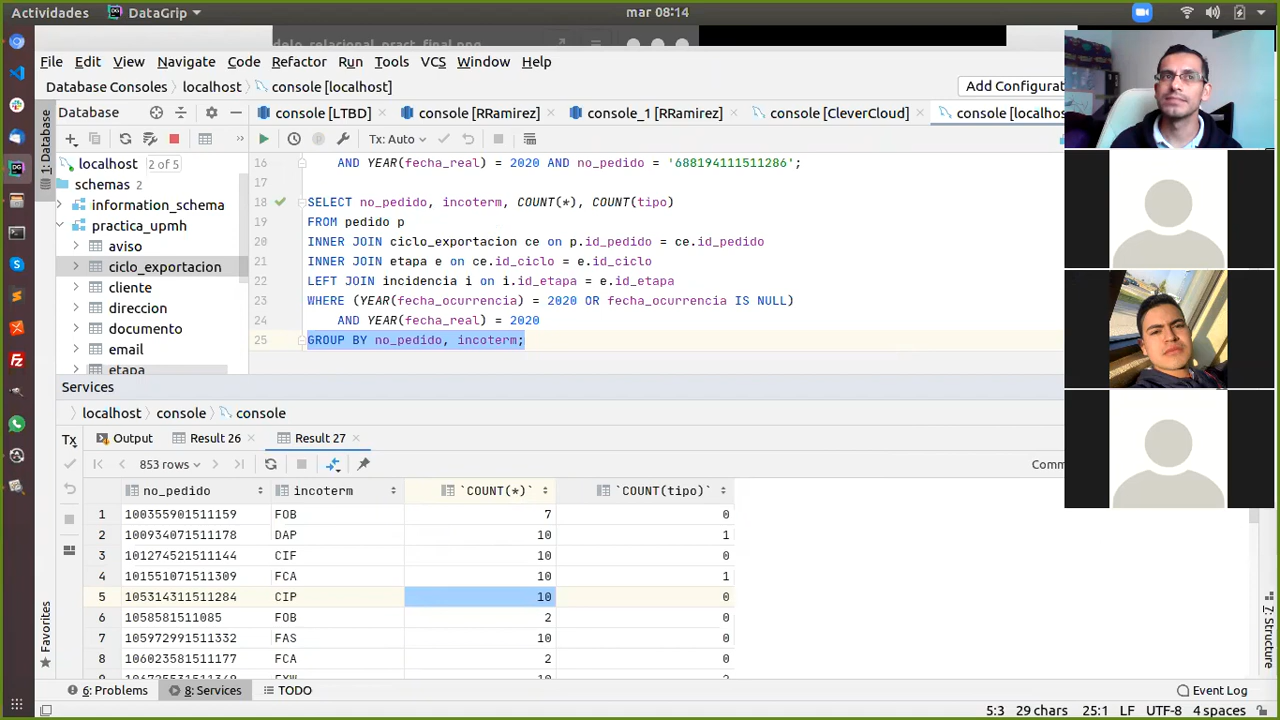 Actividades DataGrip mar 08:14
File Edit View Navigate Code Refactor Run Tools VCS Window Help
Database Consoles localhost console [localhost] Add Configurat
1: Database
Database console [LTBD] console [RRamirez] console_1 [RRamirez] console [CleverCloud] console [localhos
Tx: Auto
localhost 2 of 5
schemas 2
information_schema
practica_upmh
aviso
ciclo_exportacion
cliente
direccion
documento
email
etapa
16 AND YEAR(fecha_real) = 2020 AND no_pedido = '688194111511286';
17
18 SELECT no_pedido, incoterm, COUNT(*), COUNT(tipo)
19 FROM pedido p
20 INNER JOIN ciclo_exportacion ce on p.id_pedido = ce.id_pedido
21 INNER JOIN etapa e on ce.id_ciclo = e.id_ciclo
22 LEFT JOIN incidencia i on i.id_etapa = e.id_etapa
23 WHERE (YEAR(fecha_ocurrencia) = 2020 OR fecha_ocurrencia IS NULL)
24 AND YEAR(fecha_real) = 2020
25 GROUP BY no_pedido, incoterm;
Services
localhost console console
Tx Output Result 26 Result 27
853 rows Comm
no_pedido incoterm `COUNT(*)` `COUNT(tipo)`
1 100355901511159 FOB 7 0
2 100934071511178 DAP 10 1
3 101274521511144 CIF 10 0
4 101551071511309 FCA 10 1
5 105314311511284 CIP 10 0
6 1058581511085 FOB 2 0
7 105972991511332 FAS 10 0
8 106023581511177 FCA 2 0
Favorites
7: Structure
6: Problems 8: Services TODO Event Log
5:3 29 chars 25:1 LF UTF-8 4 spaces